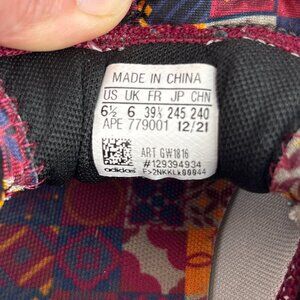 MADE IN CHINA
US UK FR JP CHN
6½ 6 39⅓ 245 240
APE 779001 12/21
ART GW1816
#129394934
adidas F>2NKKLk00044